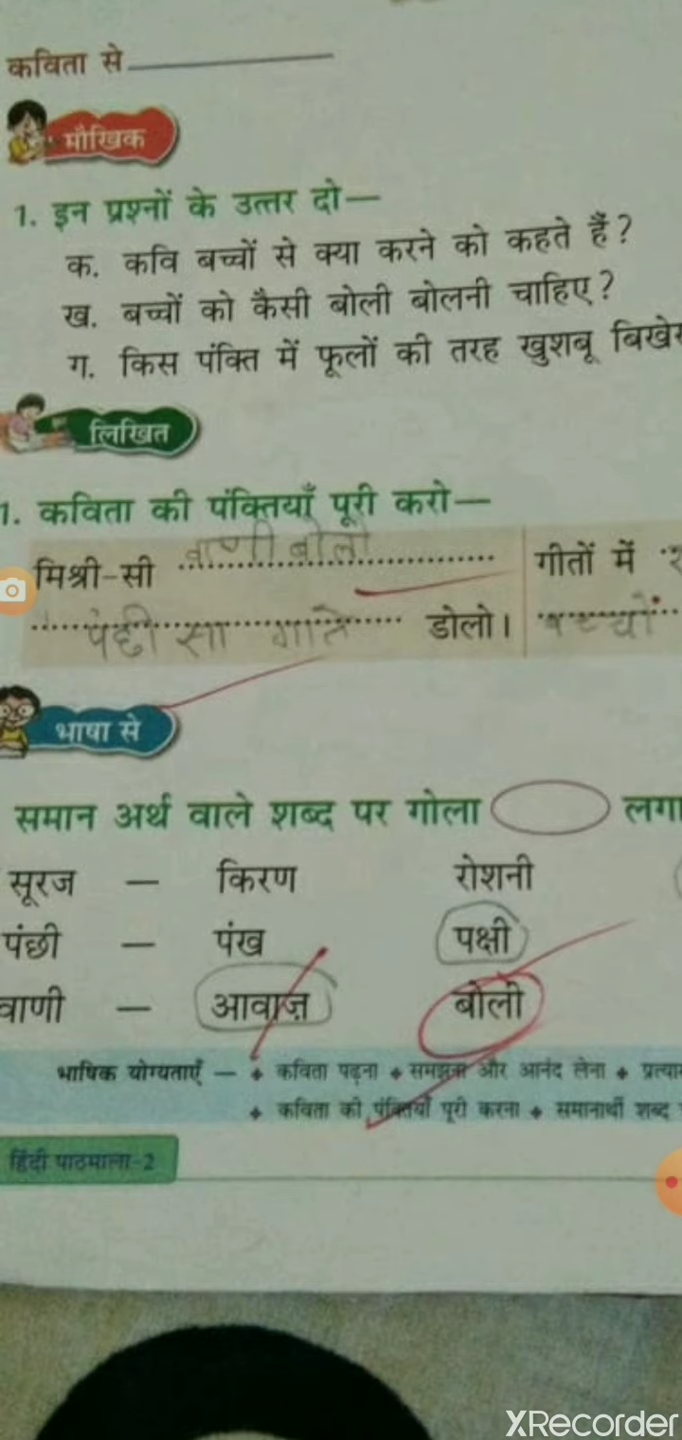 कविता से
मौखिक
1. इन प्रश्नों के उत्तर दो—
क. कवि बच्चों से क्या करने को कहते हैं?
ख. बच्चों को कैसी बोली बोलनी चाहिए?
ग. किस पंक्ति में फूलों की तरह खुशबू
लिखित
1. कविता की पंक्तियाँ पूरी करो—
मिश्री-सी वाणी बोलो गीतों में
पंछी सा गाते डोलो।
भाषा से
समान अर्थ वाले शब्द पर गोला
सूरज — किरण रोशनी
पंछी — पंख पक्षी
वाणी — आवाज़ बोली
भाषिक योग्यताएँ — ✦ कविता पढ़ना ✦ समझना और आनंद लेना ✦
✦ कविता की पंक्तियाँ पूरी करना ✦ समानार्थी शब्द
हिंदी पाठमाला-2
XRecorder